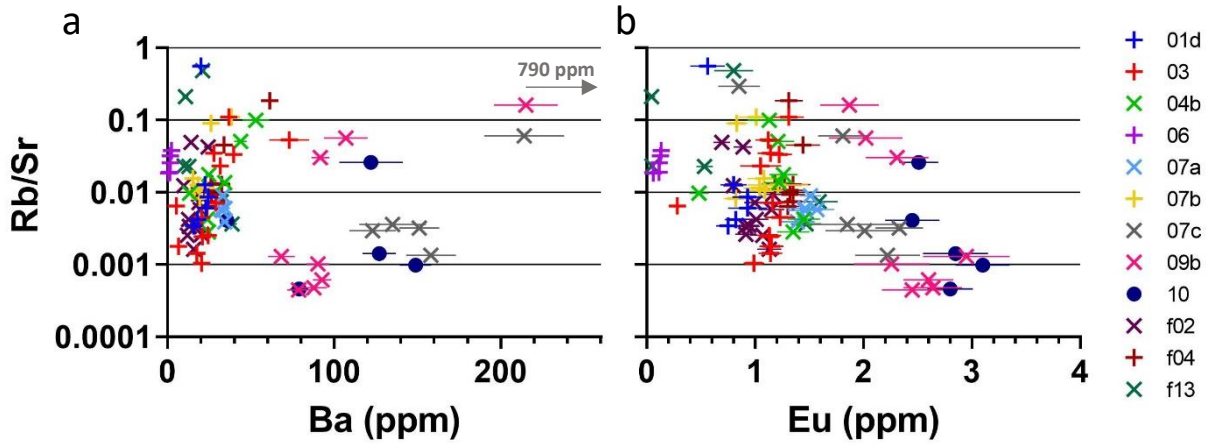 a
b
Rb/Sr
1
0.1
0.01
0.001
0.0001
790 ppm
0
100
200
Ba (ppm)
0
1
2
3
4
Eu (ppm)
01d
03
04b
06
07a
07b
07c
09b
10
f02
f04
f13